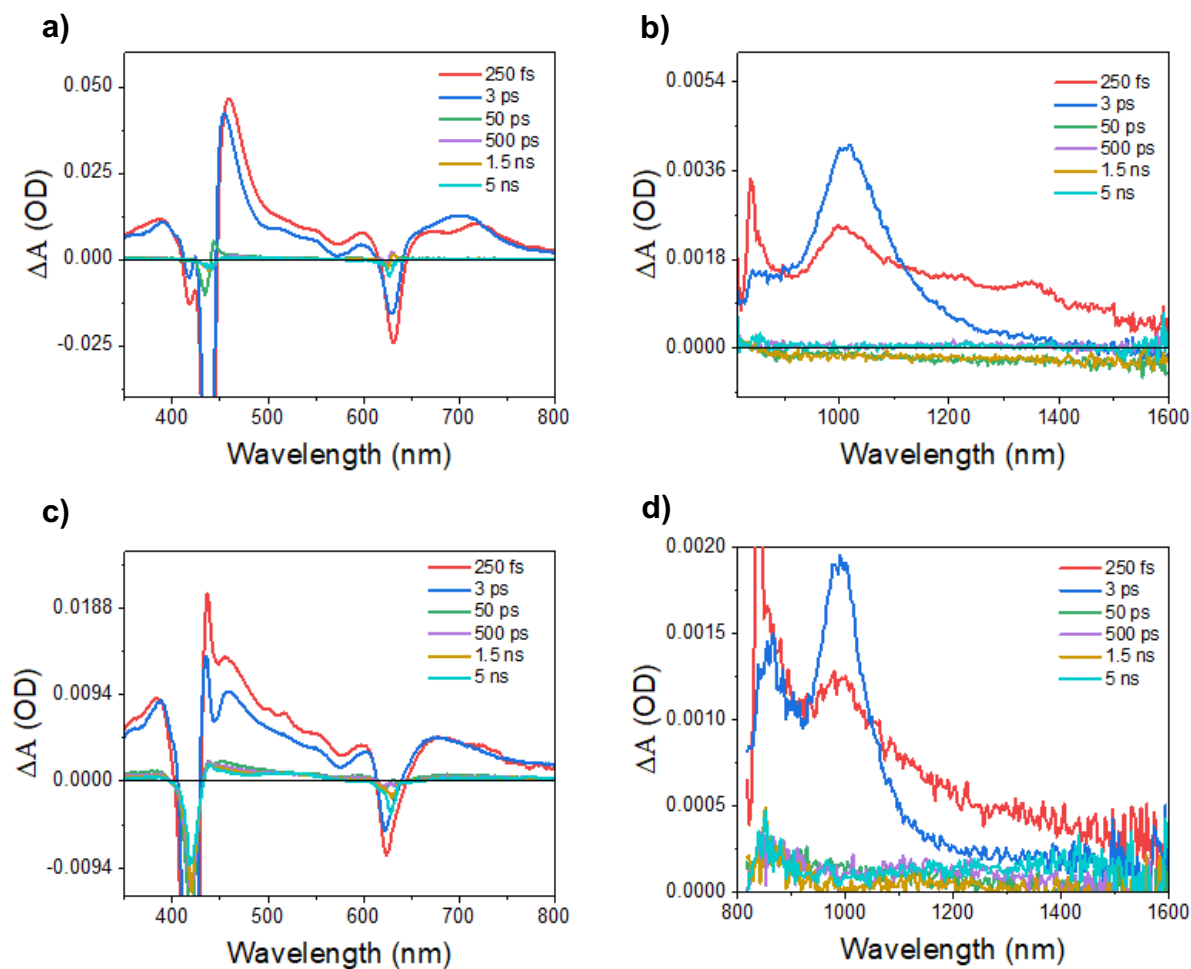 a)
0.050
0.025
0.000
-0.025
ΔA (OD)
400 500 600 700 800
Wavelength (nm)
250 fs
3 ps
50 ps
500 ps
1.5 ns
5 ns
b)
0.0054
0.0036
0.0018
0.0000
ΔA (OD)
1000 1200 1400 1600
Wavelength (nm)
250 fs
3 ps
50 ps
500 ps
1.5 ns
5 ns
c)
0.0188
0.0094
0.0000
-0.0094
ΔA (OD)
400 500 600 700 800
Wavelength (nm)
250 fs
3 ps
50 ps
500 ps
1.5 ns
5 ns
d)
0.0020
0.0015
0.0010
0.0005
0.0000
ΔA (OD)
800 1000 1200 1400 1600
Wavelength (nm)
250 fs
3 ps
50 ps
500 ps
1.5 ns
5 ns